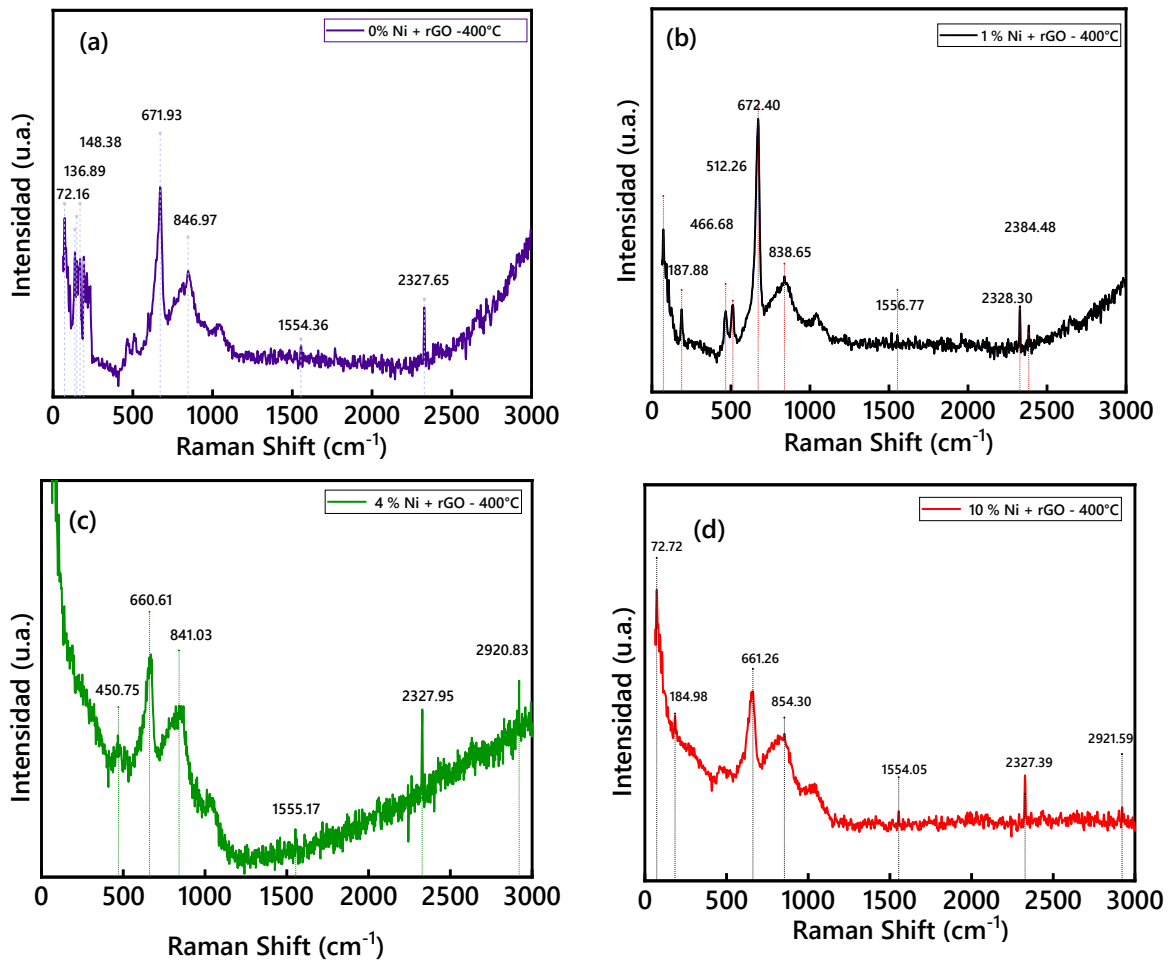 (a)
0% Ni + rGO -400°C
671.93
148.38
136.89
72.16
846.97
2327.65
Intensidad (u.a.)
0 500 1000 1500 2000 2500 3000
Raman Shift (cm⁻¹)
(b)
1 % Ni + rGO - 400°C
672.40
512.26
466.68
187.88
838.65
1556.77
2384.48
2328.30
Intensidad (u.a.)
0 500 1000 1500 2000 2500 3000
Raman Shift (cm⁻¹)
(c)
4 % Ni + rGO - 400°C
660.61
841.03
450.75
1555.17
2327.95
2920.83
Intensidad (u.a.)
0 500 1000 1500 2000 2500 3000
Raman Shift (cm⁻¹)
(d)
10 % Ni + rGO - 400°C
72.72
184.98
661.26
854.30
1554.05
2327.39
2921.59
Intensidad (u.a.)
0 500 1000 1500 2000 2500 3000
Raman Shift (cm⁻¹)
1554.36